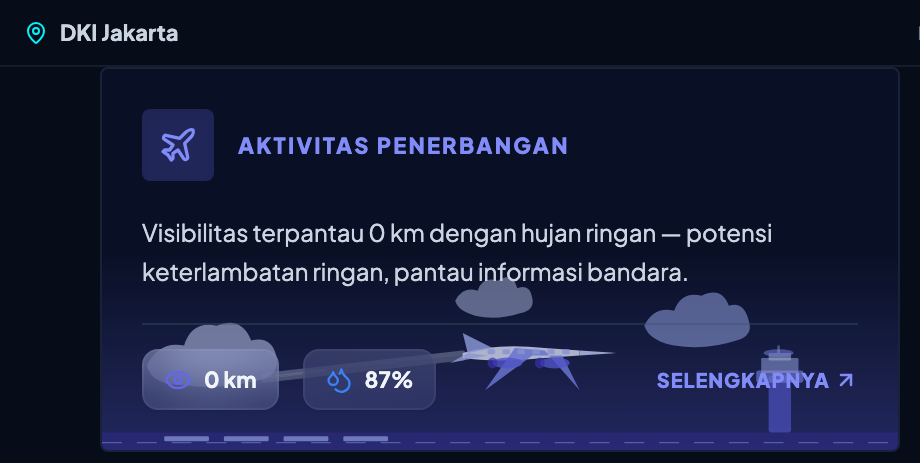 DKI Jakarta
AKTIVITAS PENERBANGAN
Visibilitas terpantau 0 km dengan hujan ringan — potensi
keterlambatan ringan, pantau informasi bandara.
0 km
87%
SELENGKAPNYA